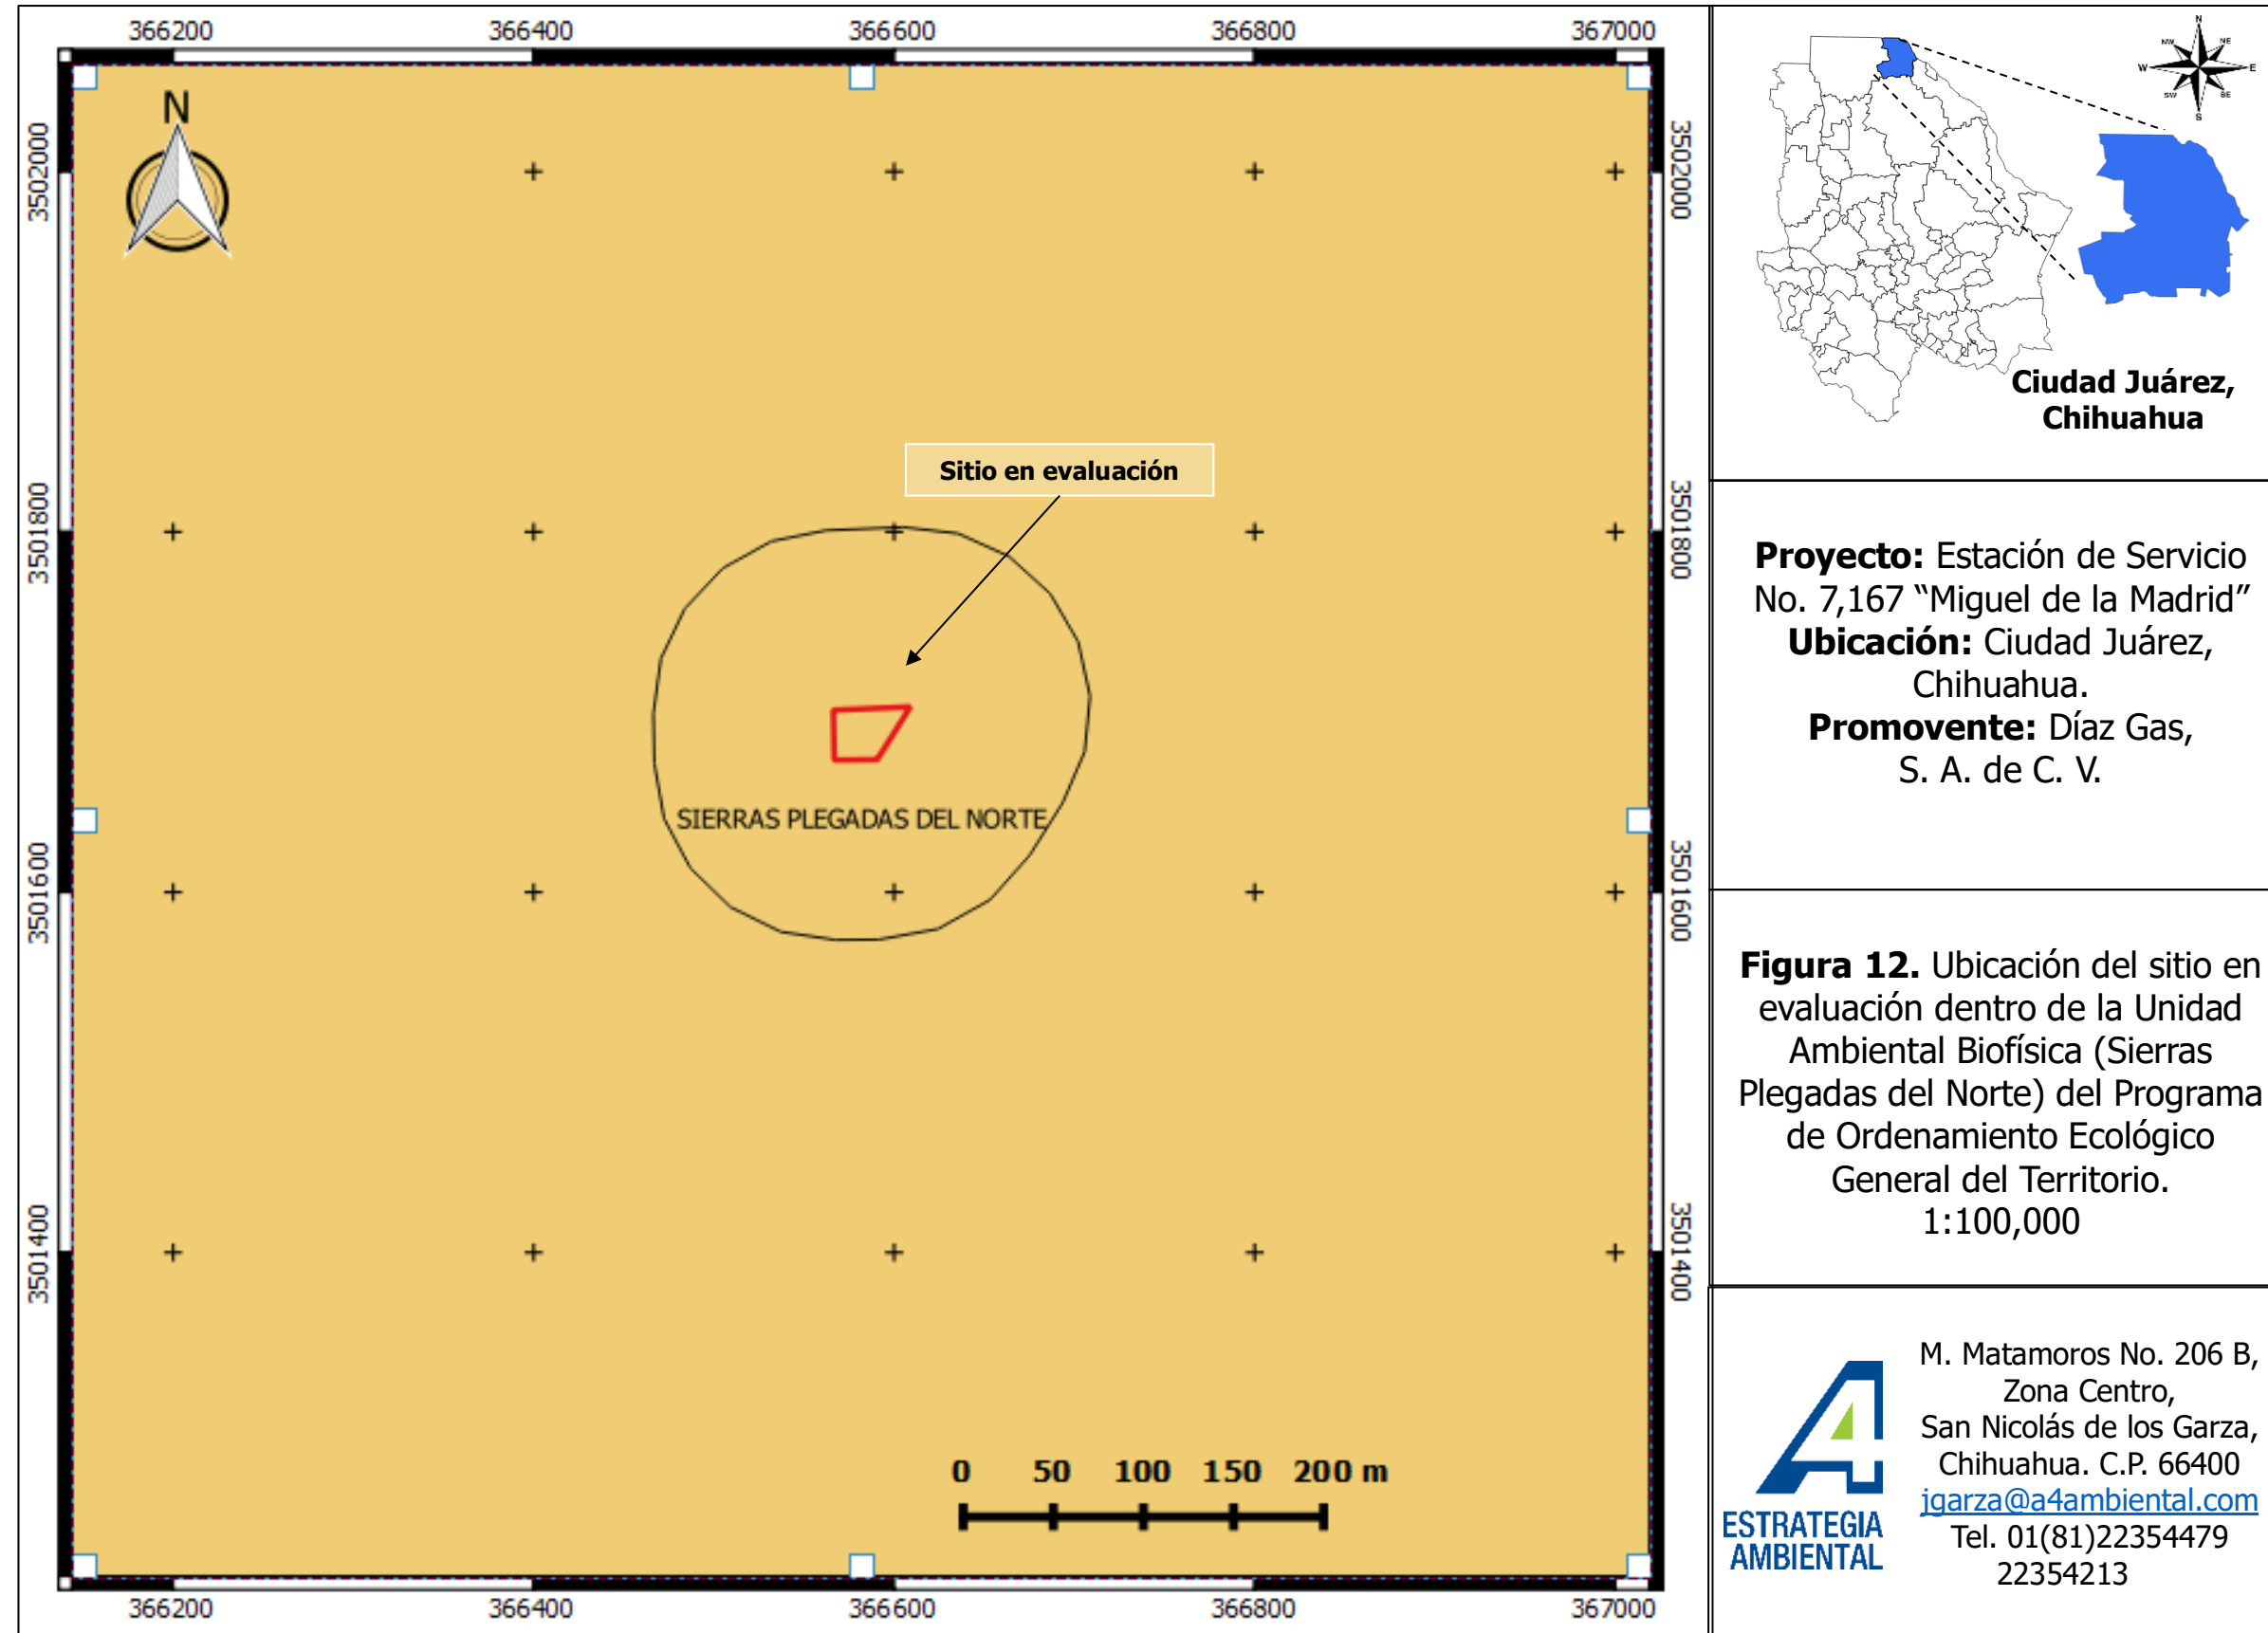 366200 366400 366600 366800 367000
N
3502000
3501800
3501600
3501400
3502000
3501800
3501600
3501400
Sitio en evaluación
SIERRAS PLEGADAS DEL NORTE
0 50 100 150 200 m
366200 366400 366600 366800 367000
N
NE
E
SE
S
SW
W
NW
Ciudad Juárez,
Chihuahua
Proyecto: Estación de Servicio
No. 7,167 “Miguel de la Madrid”
Ubicación: Ciudad Juárez,
Chihuahua.
Promovente: Díaz Gas,
S. A. de C. V.
Figura 12. Ubicación del sitio en
evaluación dentro de la Unidad
Ambiental Biofísica (Sierras
Plegadas del Norte) del Programa
de Ordenamiento Ecológico
General del Territorio.
1:100,000
A4
ESTRATEGIA
AMBIENTAL
M. Matamoros No. 206 B,
Zona Centro,
San Nicolás de los Garza,
Chihuahua. C.P. 66400
jgarza@a4ambiental.com
Tel. 01(81)22354479
22354213